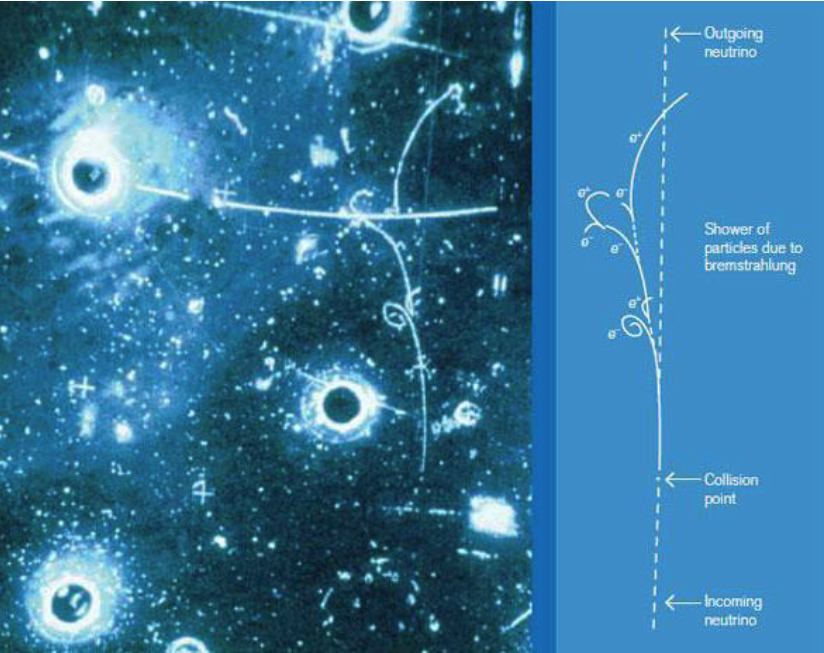 Outgoing
neutrino
e⁺
e⁺
e⁻
e⁻
e⁻
Shower of
particles due to
bremstrahlung
e⁺
e⁻
Collision
point
Incoming
neutrino